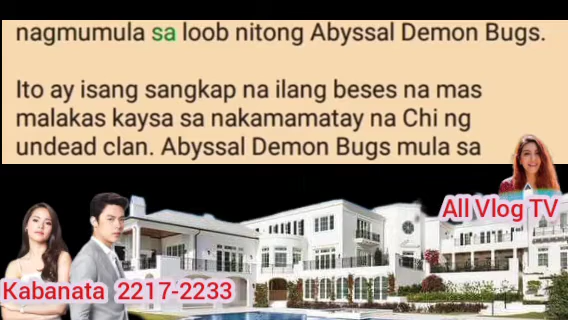 nagmumula sa loob nitong Abyssal Demon Bugs.
Ito ay isang sangkap na ilang beses na mas
malakas kaysa sa nakamamatay na Chi ng
undead clan. Abyssal Demon Bugs mula sa
All Vlog TV
Kabanata 2217-2233